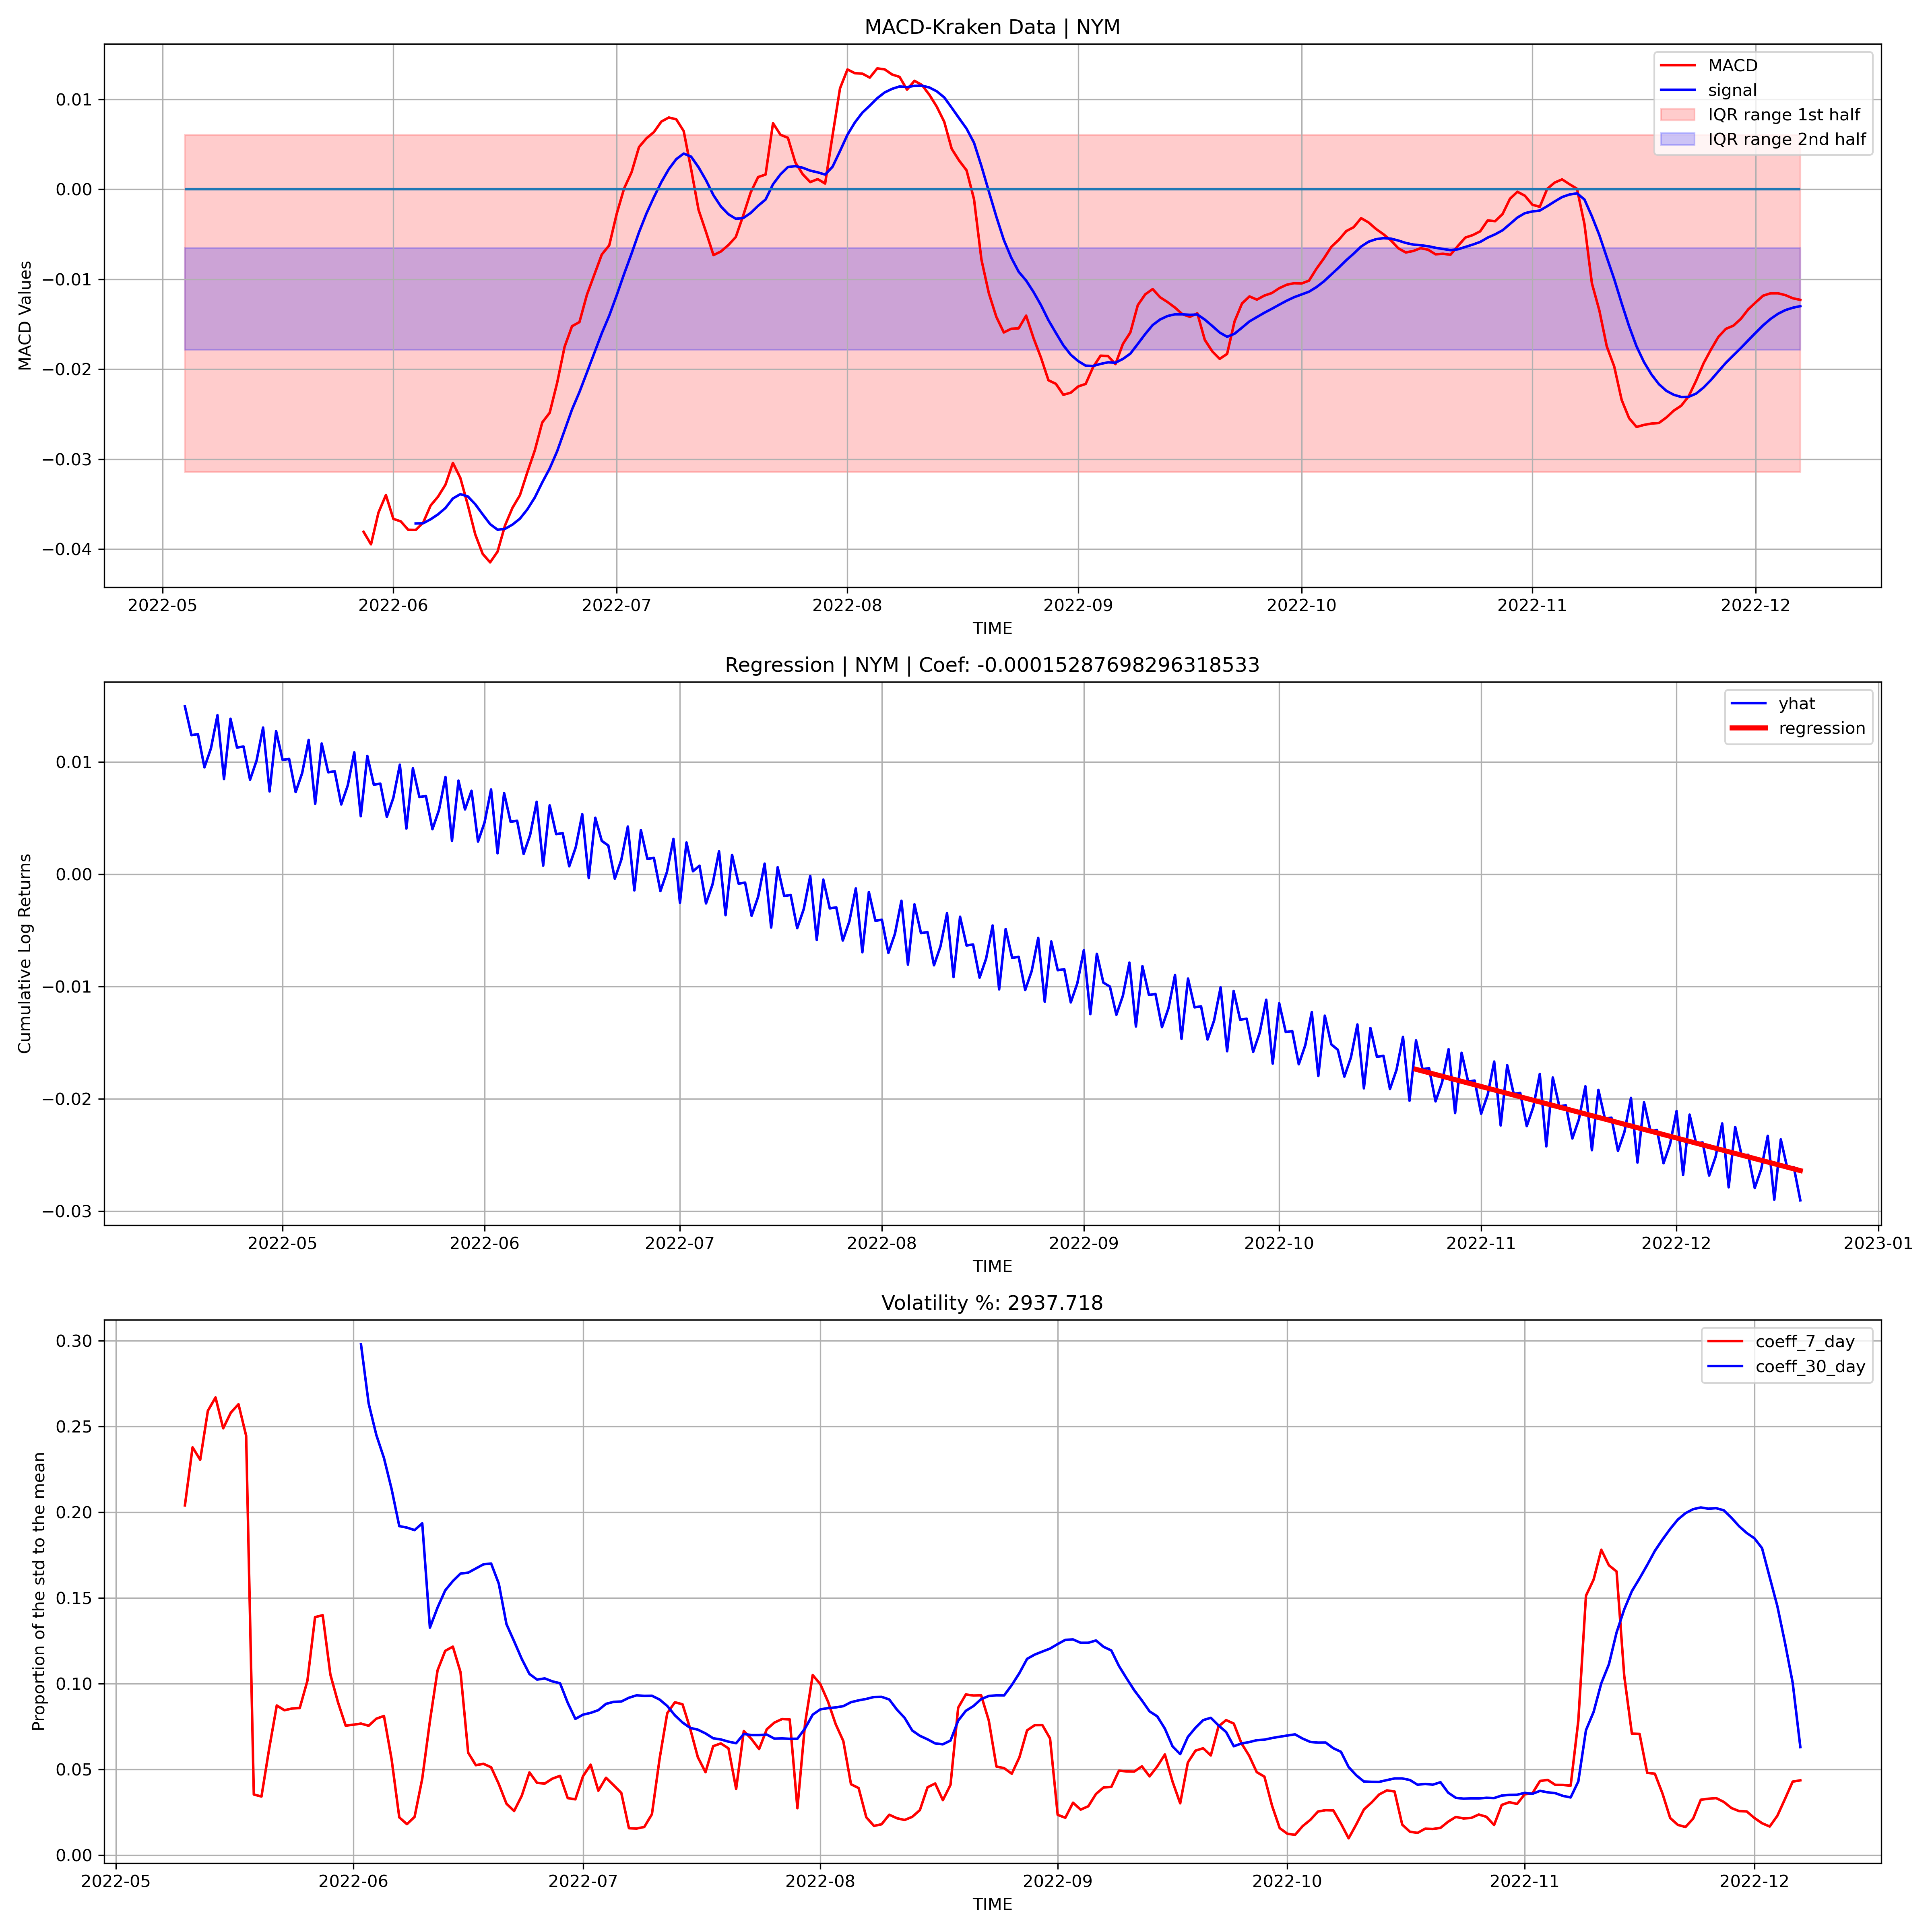 MACD-Kraken Data | NYM
MACD
signal
IQR range 1st half
IQR range 2nd half
MACD Values
0.01
0.00
−0.01
−0.02
−0.03
−0.04
2022-05 2022-06 2022-07 2022-08 2022-09 2022-10 2022-11 2022-12
TIME
Regression | NYM | Coef: -0.00015287698296318533
yhat
regression
Cumulative Log Returns
0.01
0.00
−0.01
−0.02
−0.03
2022-05 2022-06 2022-07 2022-08 2022-09 2022-10 2022-11 2022-12 2023-01
TIME
Volatility %: 2937.718
coeff_7_day
coeff_30_day
Proportion of the std to the mean
0.30
0.25
0.20
0.15
0.10
0.05
0.00
2022-05 2022-06 2022-07 2022-08 2022-09 2022-10 2022-11 2022-12
TIME